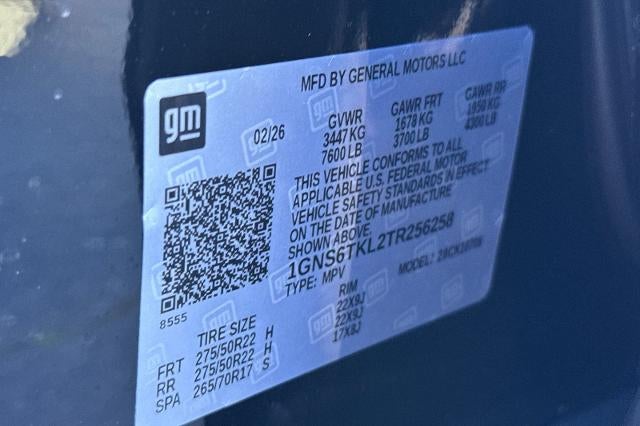 MFD BY GENERAL MOTORS LLC
gm
02/26
GVWR GAWR FRT GAWR RR
3447 KG 1678 KG 1950 KG
7600 LB 3700 LB 4300 LB
THIS VEHICLE CONFORMS TO ALL
APPLICABLE U.S. FEDERAL MOTOR
VEHICLE SAFETY STANDARDS IN EFFECT
ON THE DATE OF MANUFACTURE
SHOWN ABOVE.
1GNS6TKL2TR256258
TYPE: MPV MODEL:
8555
TIRE SIZE RIM
FRT 275/50R22 H 22X9J
RR 275/50R22 H 22X9J
SPA 265/70R17 S 17X8J